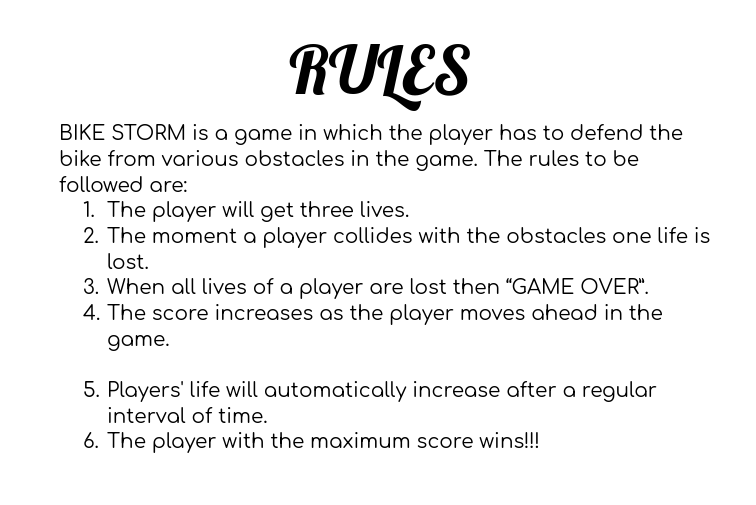 RULES
BIKE STORM is a game in which the player has to defend the
bike from various obstacles in the game. The rules to be
followed are:
1. The player will get three lives.
2. The moment a player collides with the obstacles one life is
lost.
3. When all lives of a player are lost then “GAME OVER”.
4. The score increases as the player moves ahead in the
game.
5. Players' life will automatically increase after a regular
interval of time.
6. The player with the maximum score wins!!!